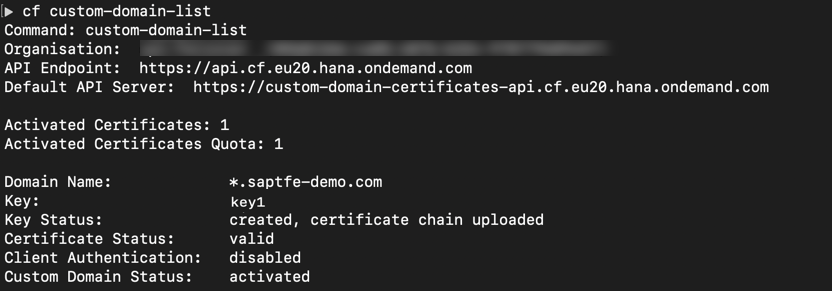 ▶ cf custom-domain-list
Command: custom-domain-list
Organisation:
API Endpoint:  https://api.cf.eu20.hana.ondemand.com
Default API Server:  https://custom-domain-certificates-api.cf.eu20.hana.ondemand.com
Activated Certificates: 1
Activated Certificates Quota: 1
Domain Name:             *.saptfe-demo.com
Key:                     key1
Key Status:              created, certificate chain uploaded
Certificate Status:      valid
Client Authentication:   disabled
Custom Domain Status:    activated